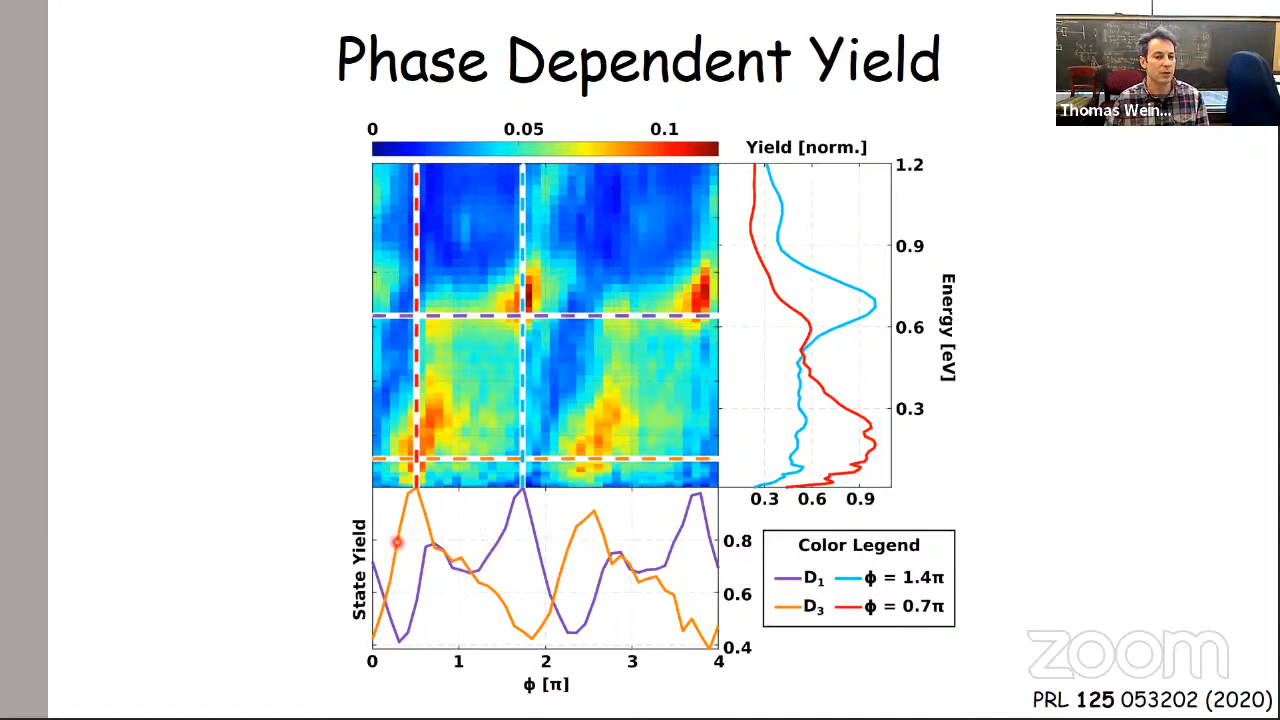 Phase Dependent Yield
Thomas Wein...
0 0.05 0.1
Yield [norm.]
1.2
0.9
0.6
0.3
Energy [eV]
0.3 0.6 0.9
State Yield
0.8
0.6
0.4
0 1 2 3 4
ϕ [π]
Color Legend
D₁ ϕ = 1.4π
D₃ ϕ = 0.7π
zoom
PRL 125 053202 (2020)